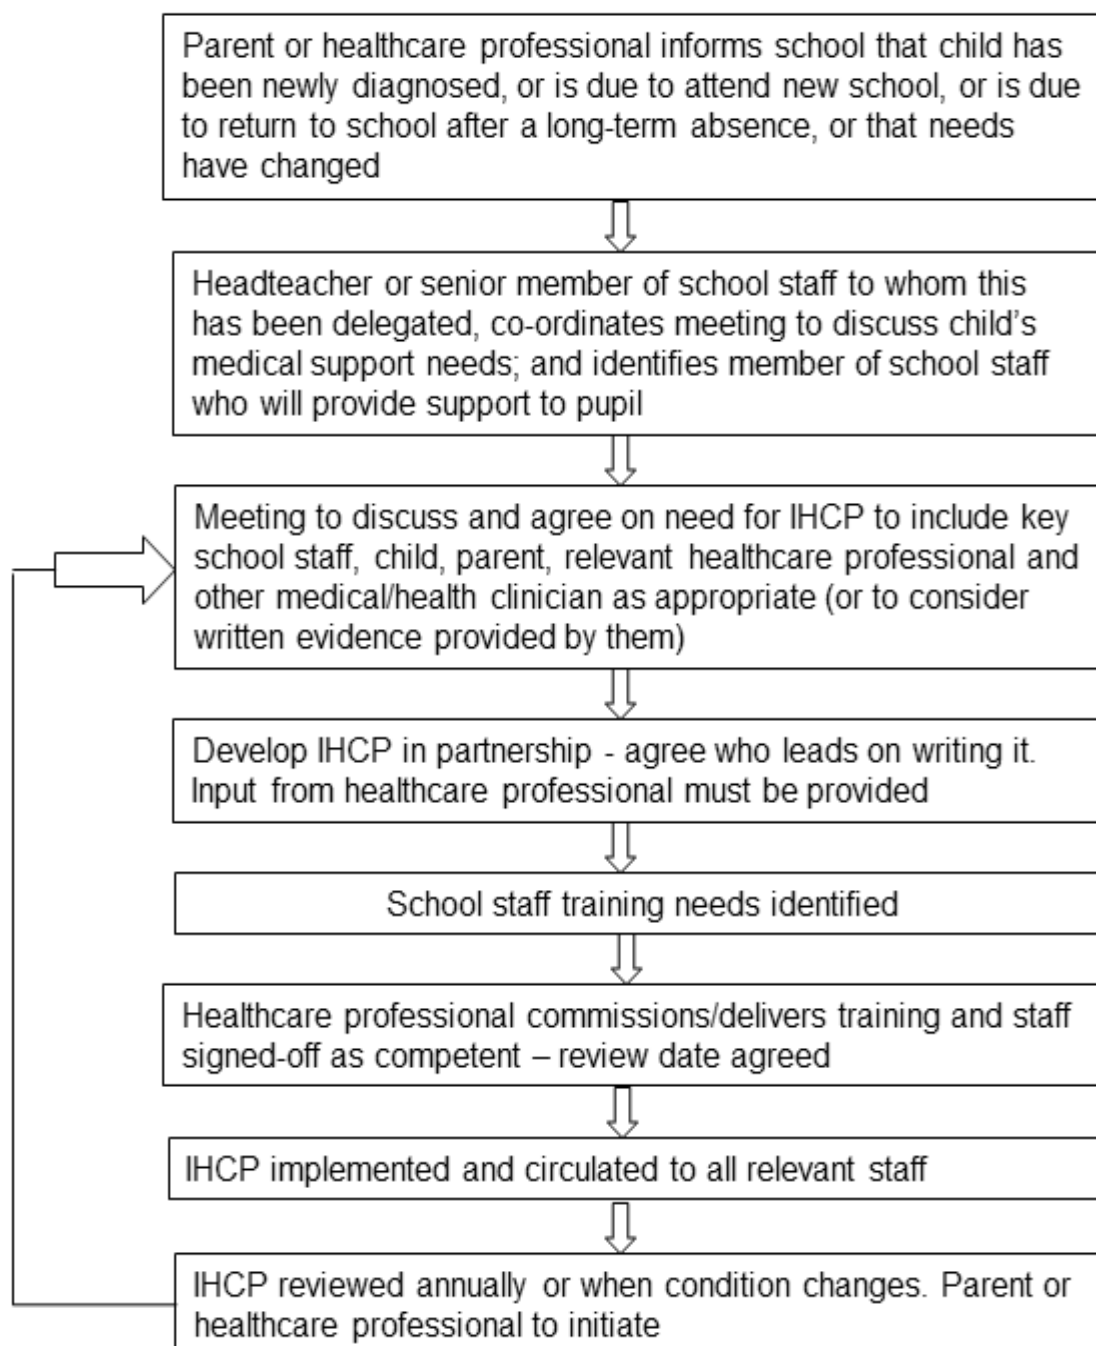 Parent or healthcare professional informs school that child has
been newly diagnosed, or is due to attend new school, or is due
to return to school after a long-term absence, or that needs
have changed
Headteacher or senior member of school staff to whom this
has been delegated, co-ordinates meeting to discuss child's
medical support needs; and identifies member of school staff
who will provide support to pupil
Meeting to discuss and agree on need for IHCP to include key
school staff, child, parent, relevant healthcare professional and
other medical/health clinician as appropriate (or to consider
written evidence provided by them)
Develop IHCP in partnership - agree who leads on writing it.
Input from healthcare professional must be provided
School staff training needs identified
Healthcare professional commissions/delivers training and staff
signed-off as competent – review date agreed
IHCP implemented and circulated to all relevant staff
IHCP reviewed annually or when condition changes. Parent or
healthcare professional to initiate